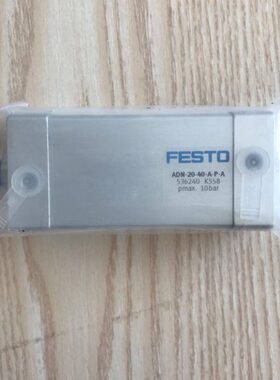 FESTO
ADN-20-40-A-P-A
536240 K558
pmax. 10bar